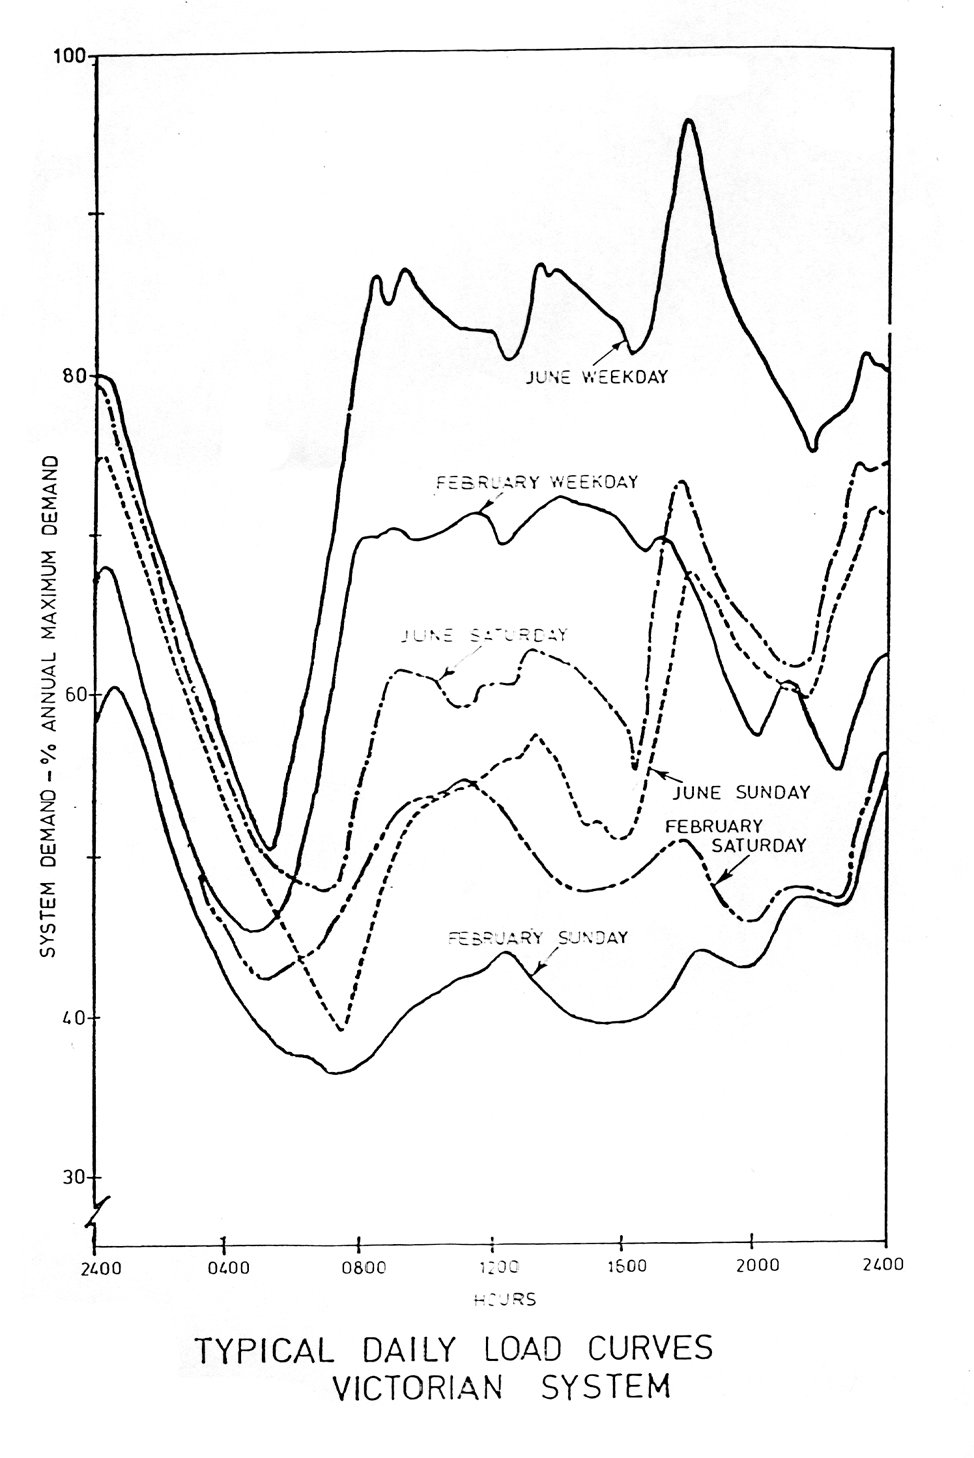 100
80
60
40
30
SYSTEM DEMAND - % ANNUAL MAXIMUM DEMAND
JUNE WEEKDAY
FEBRUARY WEEKDAY
JUNE SATURDAY
JUNE SUNDAY
FEBRUARY
SATURDAY
FEBRUARY SUNDAY
2400 0400 0800 1200 1600 2000 2400
HOURS
TYPICAL DAILY LOAD CURVES
VICTORIAN SYSTEM